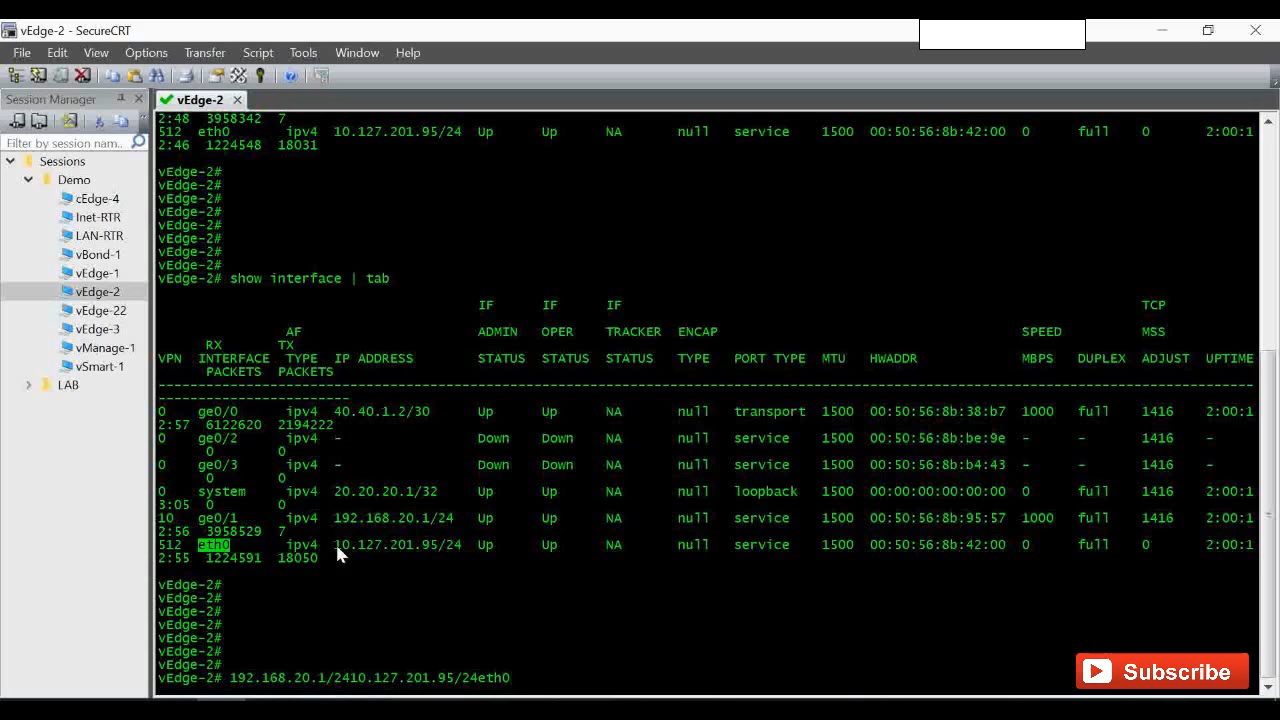 vEdge-2 - SecureCRT
File Edit View Options Transfer Script Tools Window Help
Session Manager
vEdge-2
Filter by session nam...
Sessions
Demo
cEdge-4
Inet-RTR
LAN-RTR
vBond-1
vEdge-1
vEdge-2
vEdge-22
vEdge-3
vManage-1
vSmart-1
LAB
2:48 3958342 7
512 eth0 ipv4 10.127.201.95/24 Up Up NA null service 1500 00:50:56:8b:42:00 0 full 0 2:00:1
2:46 1224548 18031
vEdge-2#
vEdge-2#
vEdge-2#
vEdge-2#
vEdge-2#
vEdge-2#
vEdge-2#
vEdge-2#
vEdge-2# show interface | tab
IF IF IF TCP
AF ADMIN OPER TRACKER ENCAP SPEED MSS
RX TX
VPN INTERFACE TYPE IP ADDRESS STATUS STATUS STATUS TYPE PORT TYPE MTU HWADDR MBPS DUPLEX ADJUST UPTIME
PACKETS PACKETS
-----------------------------------------------------------------------------------------------------------------------------------------
------------------------
0 ge0/0 ipv4 40.40.1.2/30 Up Up NA null transport 1500 00:50:56:8b:38:b7 1000 full 1416 2:00:1
2:57 6122620 2194222
0 ge0/2 ipv4 - Down Down NA null service 1500 00:50:56:8b:be:9e - - 1416 -
0 0
0 ge0/3 ipv4 - Down Down NA null service 1500 00:50:56:8b:b4:43 - - 1416 -
0 0
0 system ipv4 20.20.20.1/32 Up Up NA null loopback 1500 00:00:00:00:00:00 0 full 1416 2:00:1
3:05 0 0
10 ge0/1 ipv4 192.168.20.1/24 Up Up NA null service 1500 00:50:56:8b:95:57 1000 full 1416 2:00:1
2:56 3958529 7
512 eth0 ipv4 10.127.201.95/24 Up Up NA null service 1500 00:50:56:8b:42:00 0 full 0 2:00:1
2:55 1224591 18050
vEdge-2#
vEdge-2#
vEdge-2#
vEdge-2#
vEdge-2#
vEdge-2#
vEdge-2#
vEdge-2# 192.168.20.1/2410.127.201.95/24eth0
Subscribe